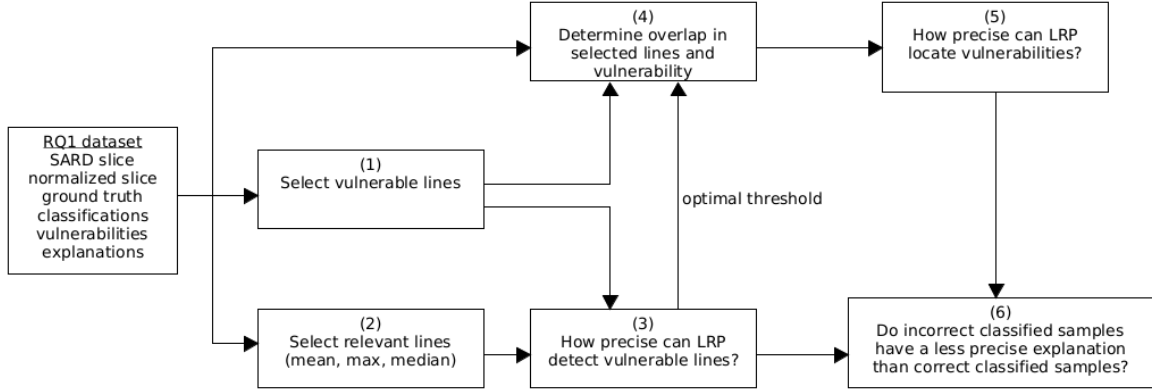 RQ1 dataset
SARD slice
normalized slice
ground truth
classifications
vulnerabilities
explanations
(1)
Select vulnerable lines
(2)
Select relevant lines
(mean, max, median)
(3)
How precise can LRP
detect vulnerable lines?
(4)
Determine overlap in
selected lines and
vulnerability
optimal threshold
(5)
How precise can LRP
locate vulnerabilities?
(6)
Do incorrect classified samples
have a less precise explanation
than correct classified samples?